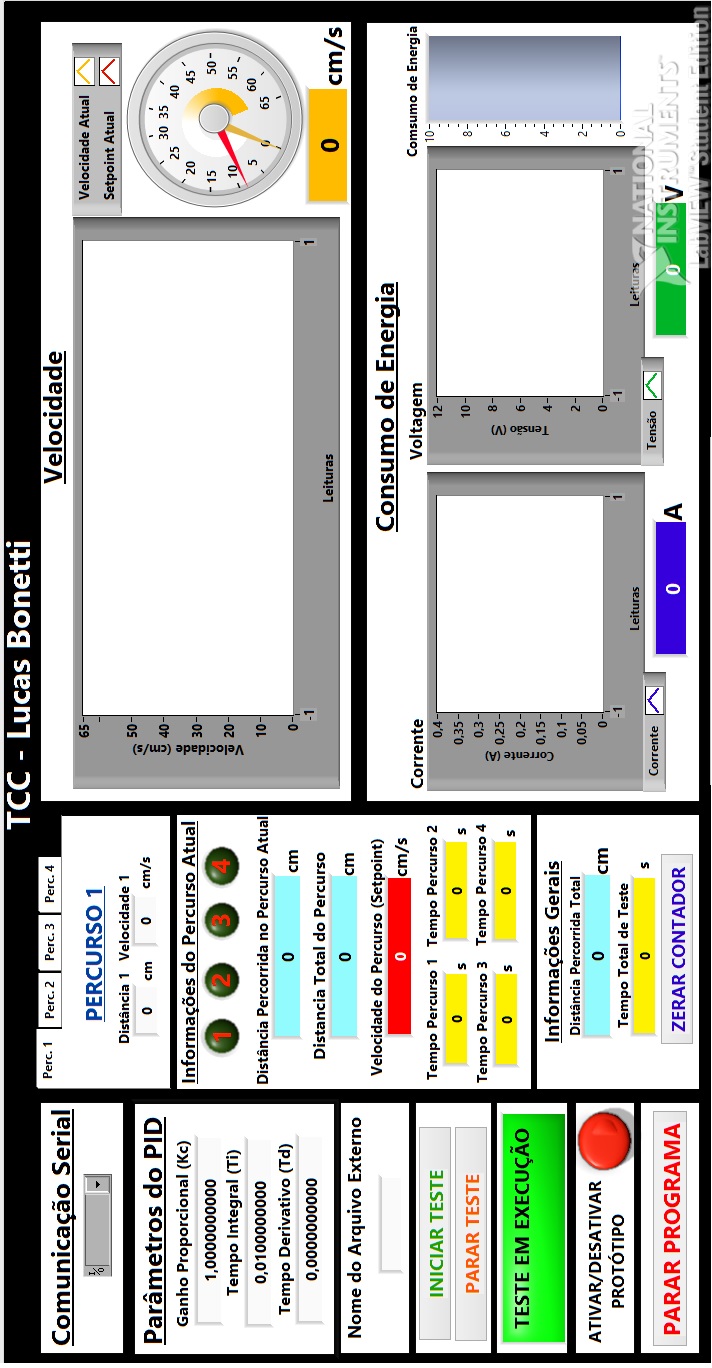 TCC - Lucas Bonetti
Comunicação Serial
Parâmetros do PID
Ganho Proporcional (Kc)
1,0000000000
Tempo Integral (Ti)
0,0100000000
Tempo Derivativo (Td)
0,0000000000
Nome do Arquivo Externo
INICIAR TESTE
PARAR TESTE
TESTE EM EXECUÇÃO
ATIVAR/DESATIVAR
PROTÓTIPO
PARAR PROGRAMA
Perc. 1 Perc. 2 Perc. 3 Perc. 4
PERCURSO 1
Distância 1 Velocidade 1
0 cm 0 cm/s
Informações do Percurso Atual
1 2 3 4
Distância Percorrida no Percurso Atual
0 cm
Distancia Total do Percurso
0 cm
Velocidade do Percurso (Setpoint)
0 cm/s
Tempo Percurso 1 Tempo Percurso 2
0 s 0 s
Tempo Percurso 3 Tempo Percurso 4
0 s 0 s
Informações Gerais
Distância Percorrida Total
0 cm
Tempo Total de Teste
0 s
ZERAR CONTADOR
Velocidade
Velocidade Atual
Setpoint Atual
65
50
40
30
20
10
0
Velocidade (cm/s)
-1 1
Leituras
0 5 10 15 20 25 30 35 40 45 50 55 60 65
0 cm/s
Consumo de Energia
Corrente
0,4
0,35
0,3
0,25
0,2
0,15
0,1
0,05
0
Corrente (A)
-1 1
Leituras
Corrente
0 A
Voltagem
12
10
8
6
4
2
0
Tensão (V)
-1 1
Leituras
Tensão
0 V
Comsumo de Energia
10
8
6
4
2
0
NATIONAL
INSTRUMENTS™
LabVIEW™ Student Edition